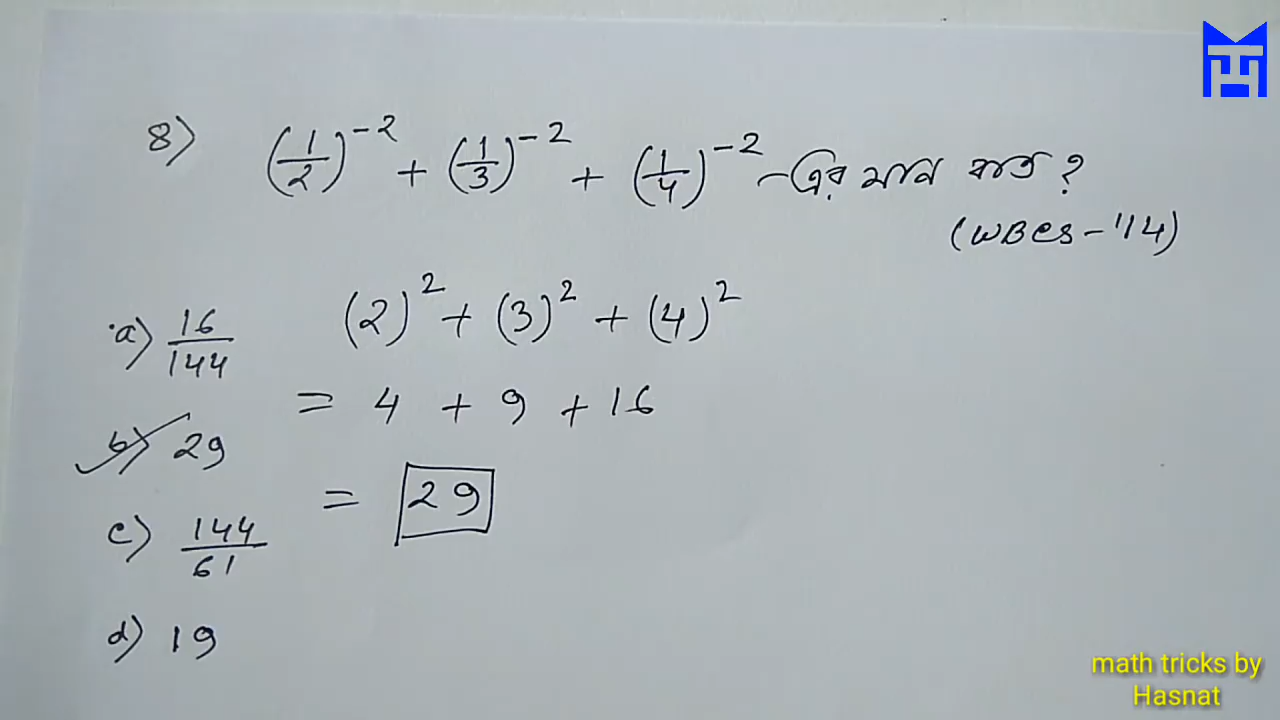 8) (1/2)^-2 + (1/3)^-2 + (1/4)^-2 -এর মান কত ?
(WBCS-'14)
a) 16/144
(2)^2 + (3)^2 + (4)^2
= 4 + 9 + 16
b) 29
= 29
c) 144/61
d) 19
math tricks by
Hasnat